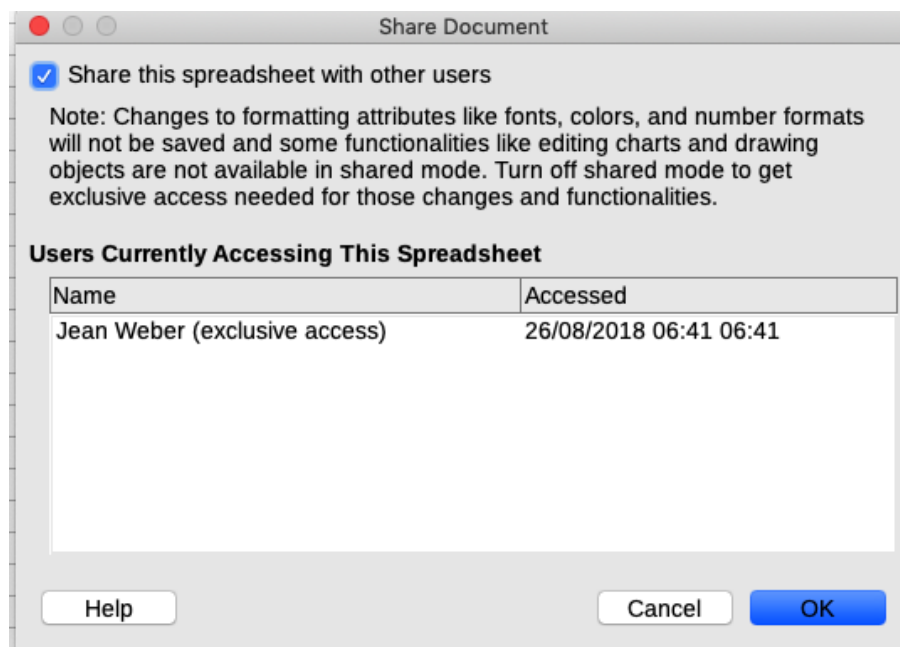 Share Document
Share this spreadsheet with other users
Note: Changes to formatting attributes like fonts, colors, and number formats
will not be saved and some functionalities like editing charts and drawing
objects are not available in shared mode. Turn off shared mode to get
exclusive access needed for those changes and functionalities.
Users Currently Accessing This Spreadsheet
Name Accessed
Jean Weber (exclusive access) 26/08/2018 06:41 06:41
Help Cancel OK